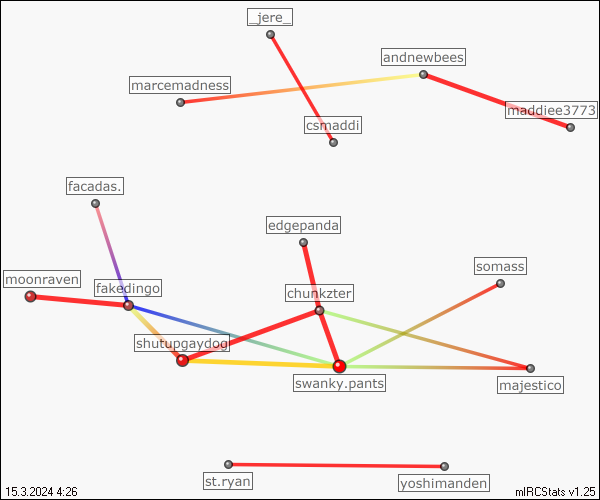 _jere_
andnewbees
marcemadness
maddiee3773
csmaddi
facadas.
edgepanda
somass
moonraven
fakedingo
chunkzter
shutupgaydog
swanky.pants
majestico
st.ryan
yoshimanden
15.3.2024 4:26
mIRCStats v1.25